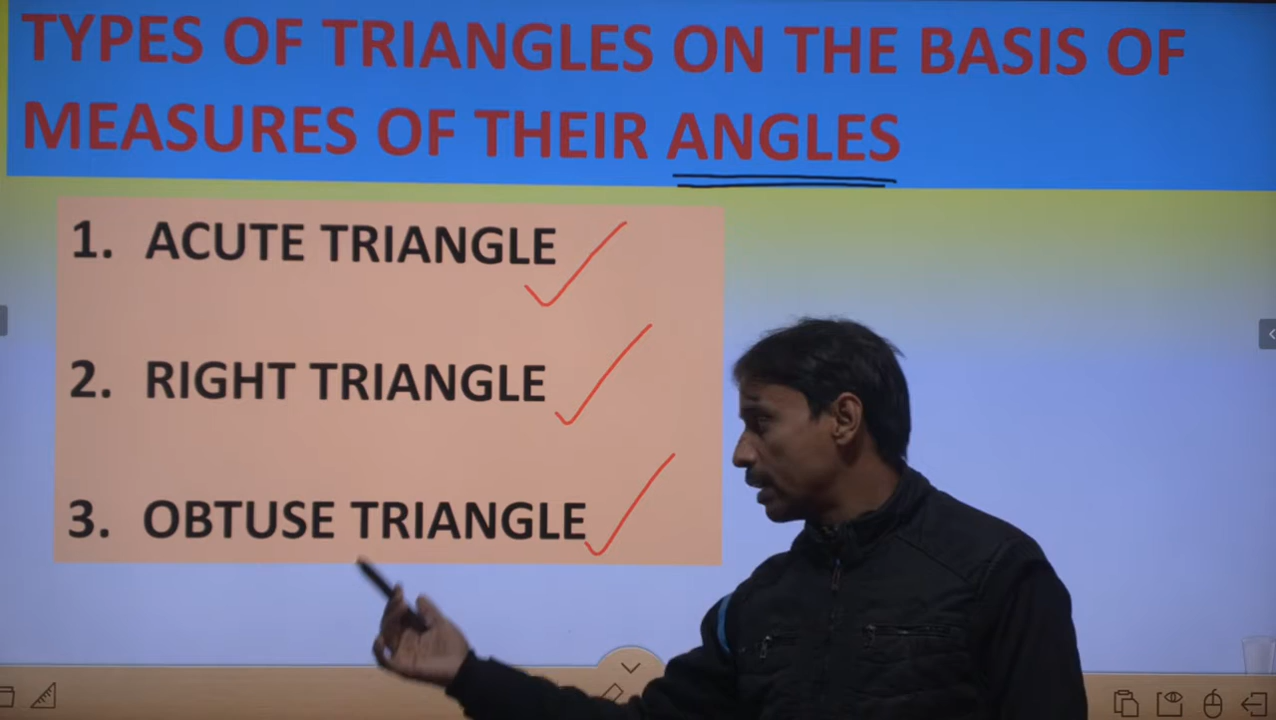 TYPES OF TRIANGLES ON THE BASIS OF
MEASURES OF THEIR ANGLES
1. ACUTE TRIANGLE
2. RIGHT TRIANGLE
3. OBTUSE TRIANGLE